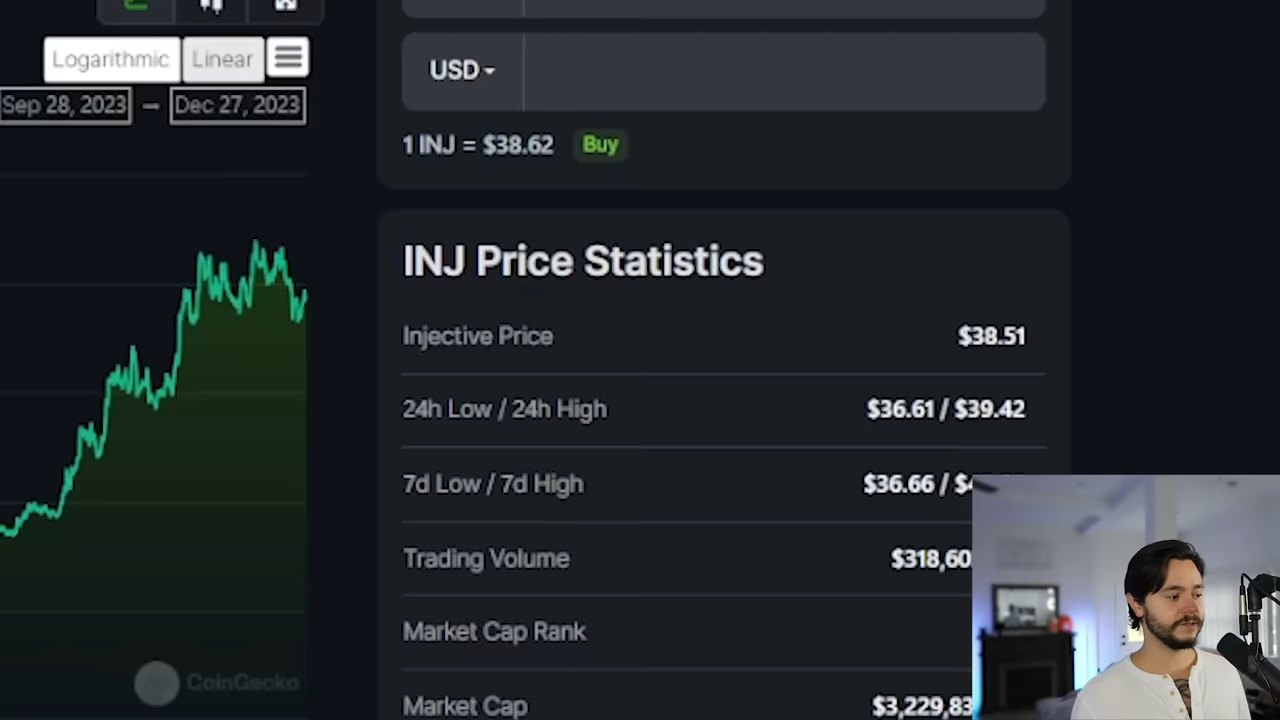 Logarithmic Linear
Sep 28, 2023 — Dec 27, 2023
CoinGecko
USD
1 INJ = $38.62 Buy
INJ Price Statistics
Injective Price $38.51
24h Low / 24h High $36.61 / $39.42
7d Low / 7d High $36.66 / $4
Trading Volume $318,60
Market Cap Rank
Market Cap $3,229,83